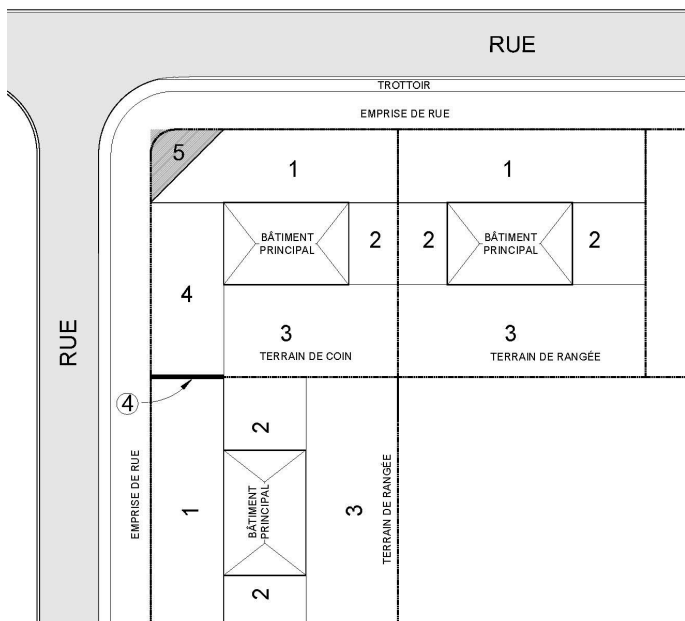 RUE
TROTTOIR
EMPRISE DE RUE
5
1
1
BÂTIMENT
PRINCIPAL
2
2
BÂTIMENT
PRINCIPAL
2
4
3
TERRAIN DE COIN
3
TERRAIN DE RANGÉE
RUE
4
EMPRISE DE RUE
1
2
BÂTIMENT
PRINCIPAL
2
3
TERRAIN DE RANGÉE